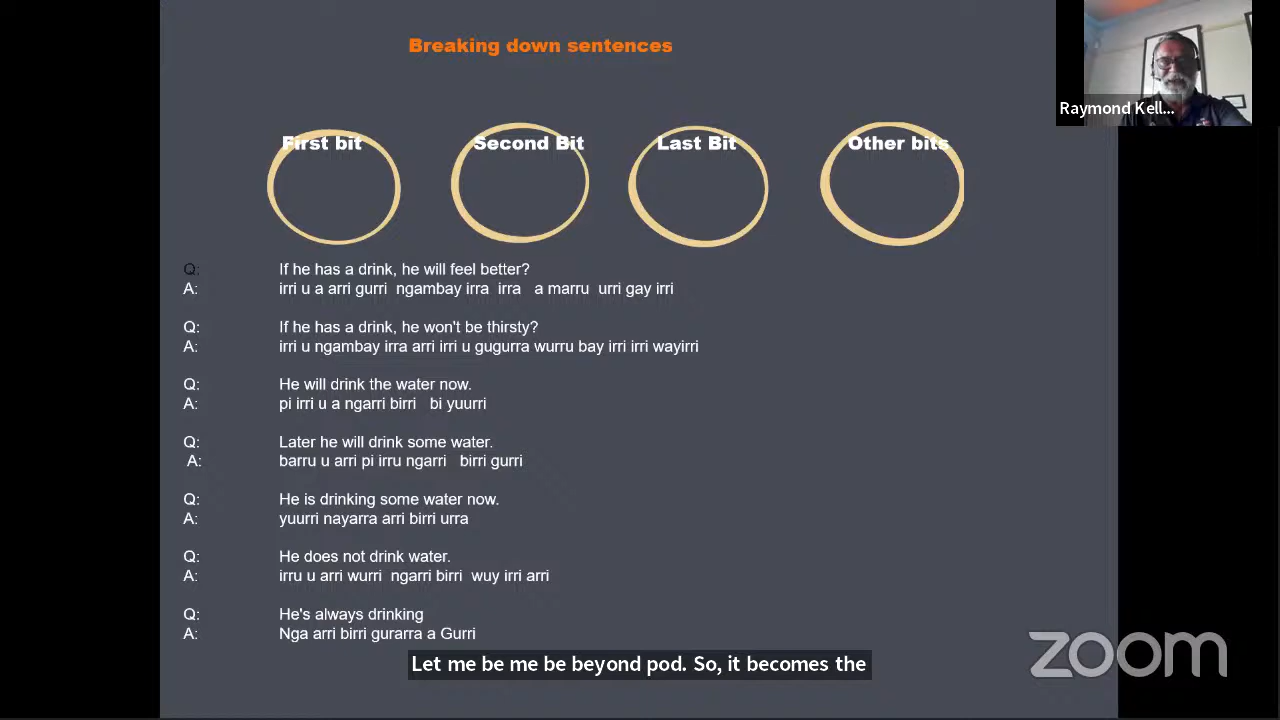 Breaking down sentences
Raymond Kell...
First bit
Second Bit
Last Bit
Other bits
Q: If he has a drink, he will feel better?
A: irri u a arri gurri ngambay irra irra a marru urri gay irri
Q: If he has a drink, he won't be thirsty?
A: irri u ngambay irra arri irri u gugurra wurru bay irri irri wayirri
Q: He will drink the water now.
A: pi irri u a ngarri birri bi yuurri
Q: Later he will drink some water.
A: barru u arri pi irru ngarri birri gurri
Q: He is drinking some water now.
A: yuurri nayarra arri birri urra
Q: He does not drink water.
A: irru u arri wurri ngarri birri wuy irri arri
Q: He's always drinking
A: Nga arri birri gurarra a Gurri
Let me be me be beyond pod. So, it becomes the
zoom